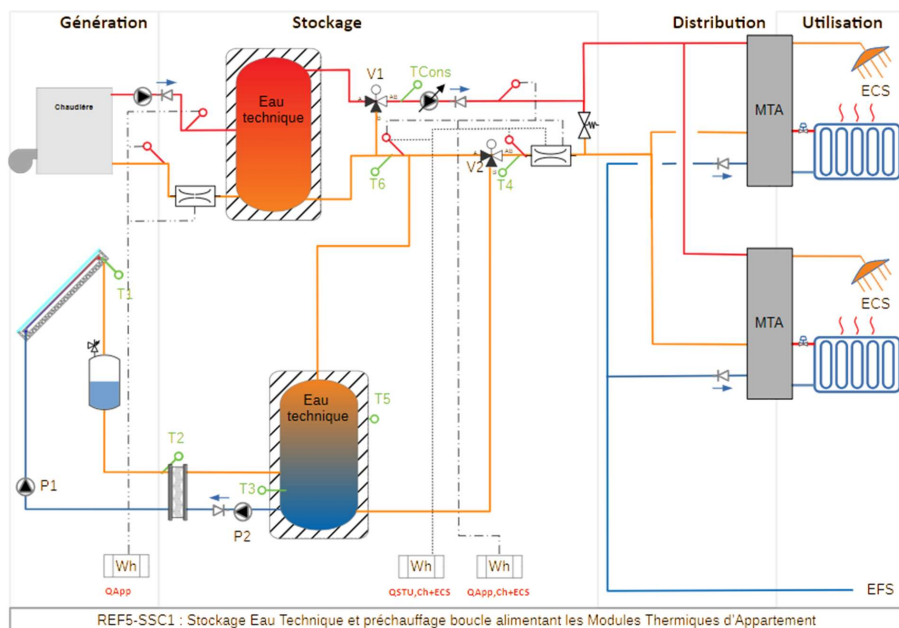 Génération
Stockage
Distribution
Utilisation
Chaudière
Eau
technique
V1
TCons
A
AB
B
T6
V2
A
AB
B
T4
MTA
ECS
T1
MTA
ECS
Eau
technique
T5
T2
T3
P1
P2
Wh
QApp
Wh
QSTU,Ch+ECS
Wh
QApp,Ch+ECS
EFS
REF5-SSC1 : Stockage Eau Technique et préchauffage boucle alimentant les Modules Thermiques d'Appartement